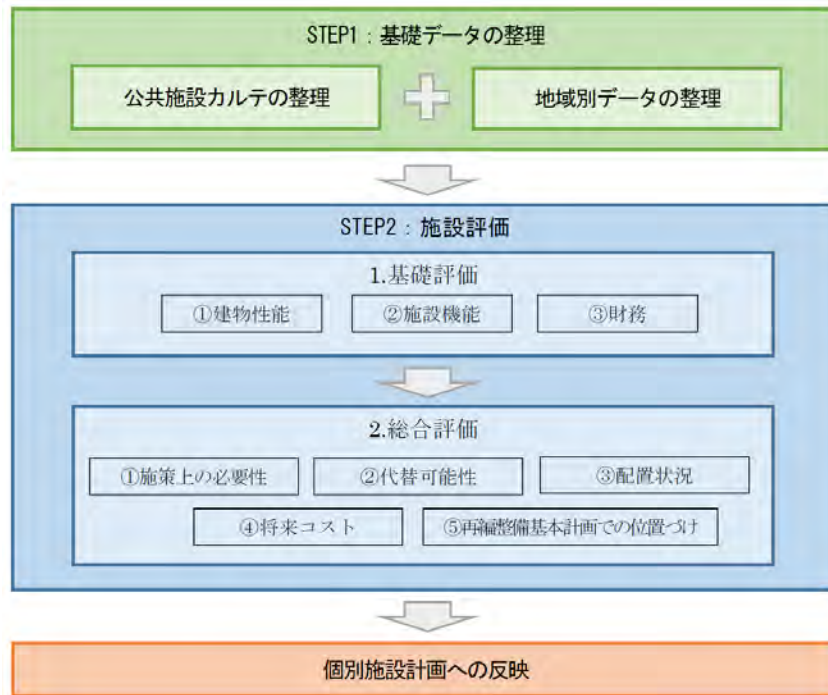 STEP1：基礎データの整理
公共施設カルテの整理
地域別データの整理
STEP2：施設評価
1.基礎評価
①建物性能
②施設機能
③財務
2.総合評価
①施策上の必要性
②代替可能性
③配置状況
④将来コスト
⑤再編整備基本計画での位置づけ
個別施設計画への反映